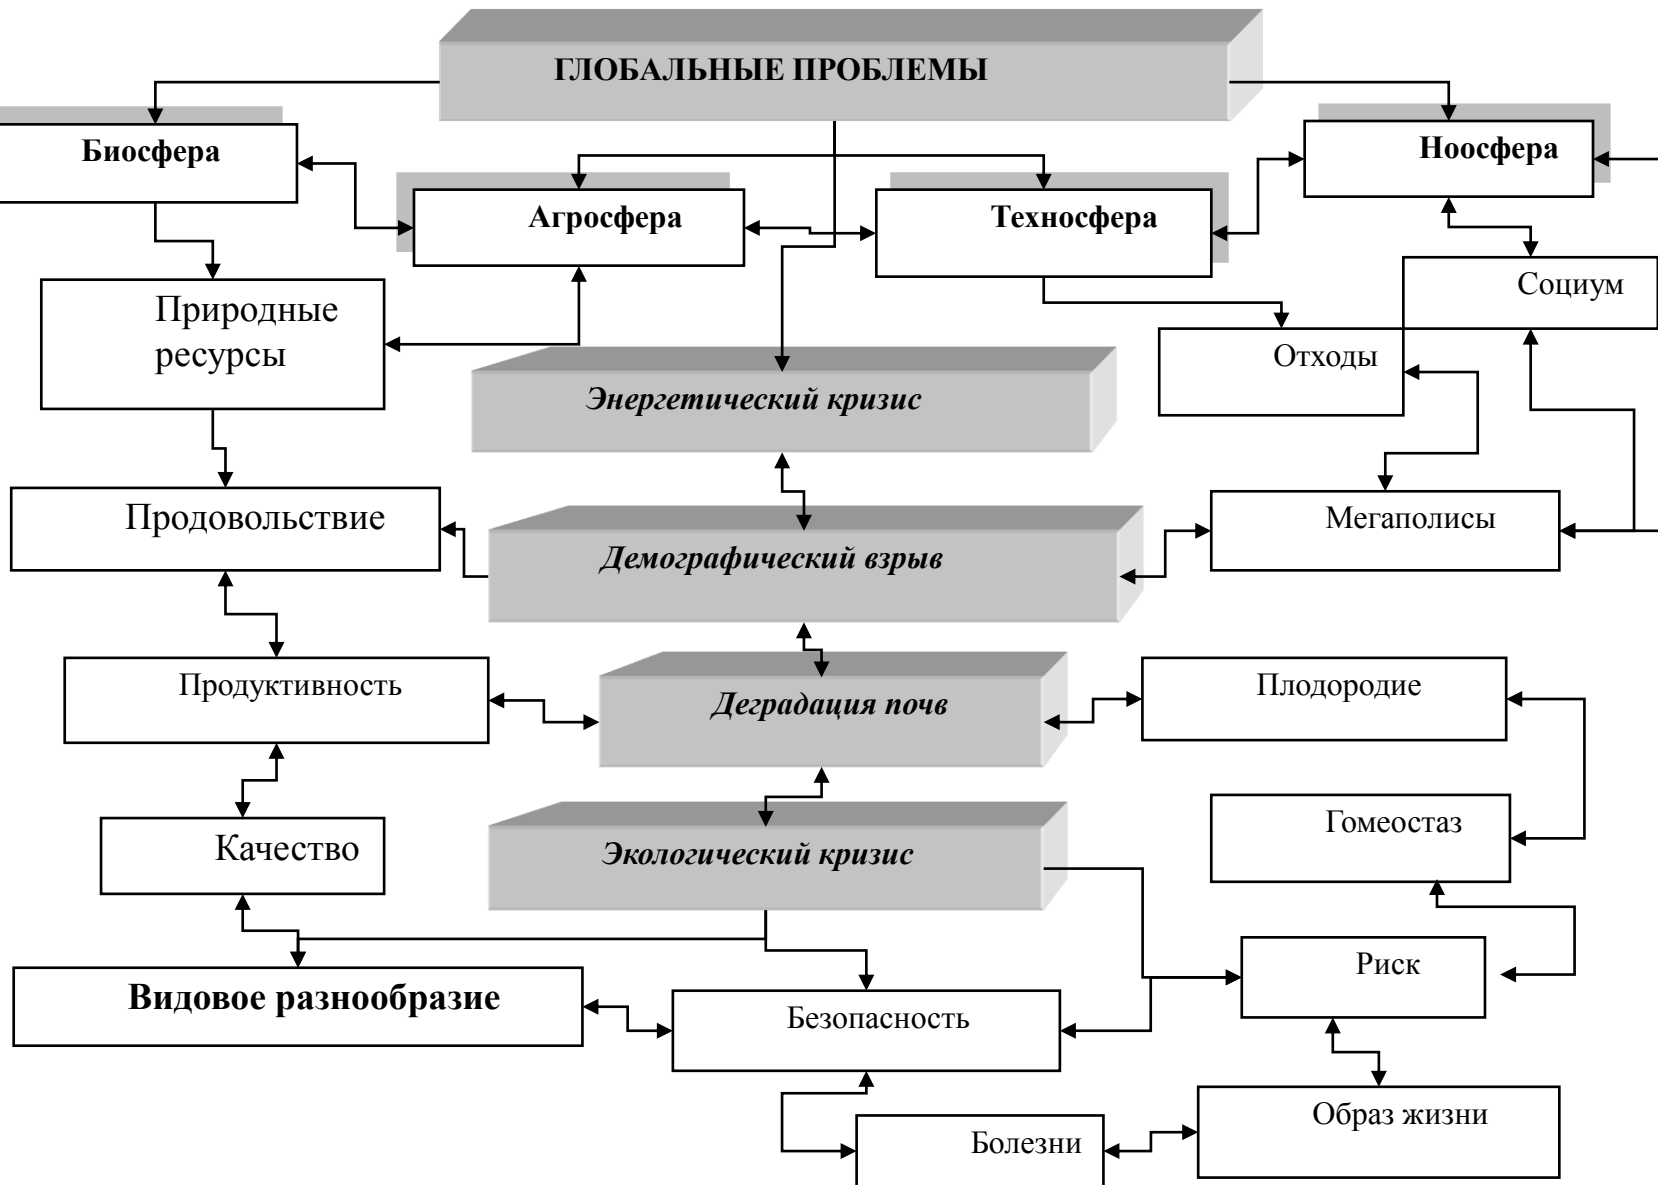 ГЛОБАЛЬНЫЕ ПРОБЛЕМЫ
Биосфера
Ноосфера
Агросфера
Техносфера
Социум
Природные
ресурсы
Отходы
Энергетический кризис
Продовольствие
Мегаполисы
Демографический взрыв
Продуктивность
Деградация почв
Плодородие
Качество
Экологический кризис
Гомеостаз
Видовое разнообразие
Безопасность
Риск
Болезни
Образ жизни